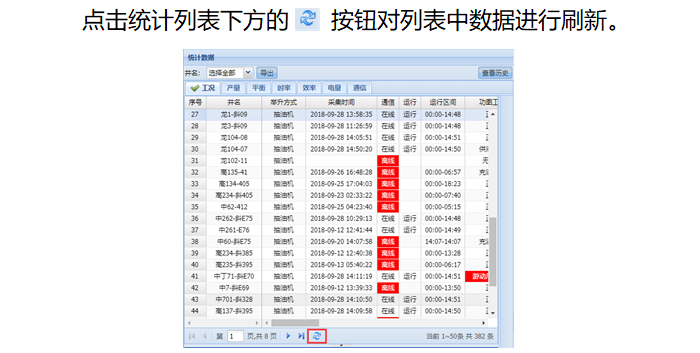 点击统计列表下方的 按钮对列表中数据进行刷新。
统计数据
井名: 选择全部 导出 查看历史
工况 产量 平衡 时率 效率 电量 通信
序号 井名 举升方式 采集时间 通信 运行 运行区间 功图工
27 龙1-斜09 抽油机 2018-09-28 13:58:35 在线 运行 00:00-14:48 正
28 龙3-斜09 抽油机 2018-09-28 11:26:59 在线 运行 00:00-14:48 正
29 龙104-08 抽油机 2018-09-28 14:05:51 在线 运行 00:00-14:51 正
30 龙104-07 抽油机 2018-09-28 14:50:20 在线 运行 00:00-14:50 供
31 龙102-11 抽油机 离线 无
32 高135-41 抽油机 2018-09-26 16:48:28 离线 00:00-06:57 充
33 高134-405 抽油机 2018-09-25 17:04:03 离线 00:00-18:23 正
34 高234-斜405 抽油机 2018-09-23 02:33:22 离线 00:00-07:40 正
35 中62-412 抽油机 2018-09-25 04:23:40 离线 00:00-05:15 正
36 中262-斜E75 抽油机 2018-09-28 10:29:13 在线 运行 00:00-14:48 正
37 中261-E76 抽油机 2018-09-12 12:41:44 在线 运行 00:00-14:49 正
38 中60-斜E75 抽油机 2018-09-20 14:07:58 离线 14:07-14:07 充
39 高234-斜385 抽油机 2018-09-12 12:40:38 离线 00:00-13:28 正
40 高235-斜395 抽油机 2018-09-13 05:40:22 离线 00:00-06:17 正
41 中丁71-斜E70 抽油机 2018-09-28 14:11:19 在线 运行 00:00-14:51 游动
42 中7-斜E69 抽油机 2018-09-12 13:39:33 离线 00:00-13:50 正
43 中701-斜328 抽油机 2018-09-28 14:10:50 在线 运行 00:00-14:51 正
44 高137-斜395 抽油机 2018-09-28 14:09:58 在线 运行 00:00-14:50 正
第 1 页,共 8 页 当前 1~50条 共 382 条